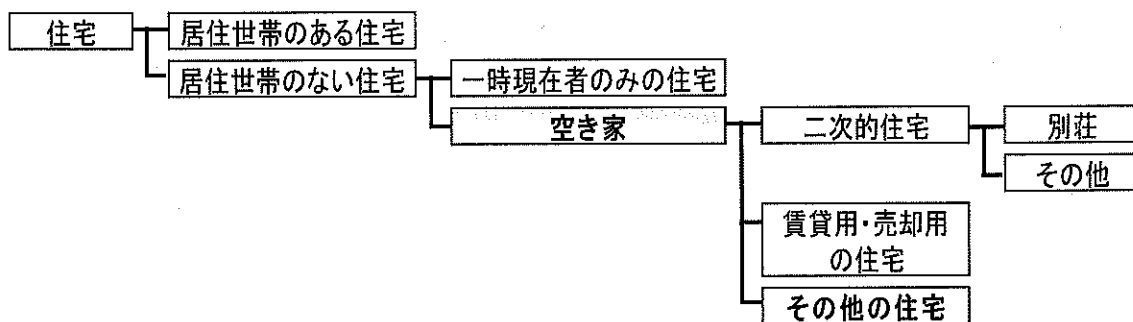 住宅
居住世帯のある住宅
居住世帯のない住宅
一時現在者のみの住宅
空き家
二次的住宅
別荘
その他
賃貸用・売却用
の住宅
その他の住宅